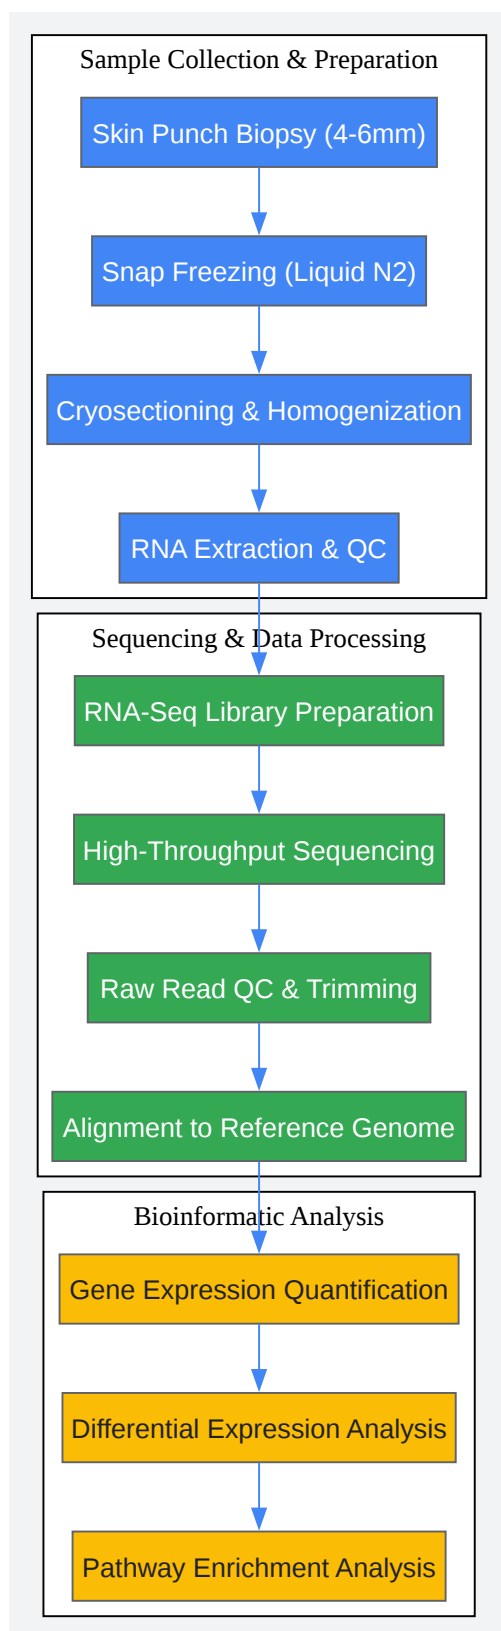 Sample Collection & Preparation
Skin Punch Biopsy (4-6mm)
Snap Freezing (Liquid N2)
Cryosectioning & Homogenization
RNA Extraction & QC
Sequencing & Data Processing
RNA-Seq Library Preparation
High-Throughput Sequencing
Raw Read QC & Trimming
Alignment to Reference Genome
Bioinformatic Analysis
Gene Expression Quantification
Differential Expression Analysis
Pathway Enrichment Analysis